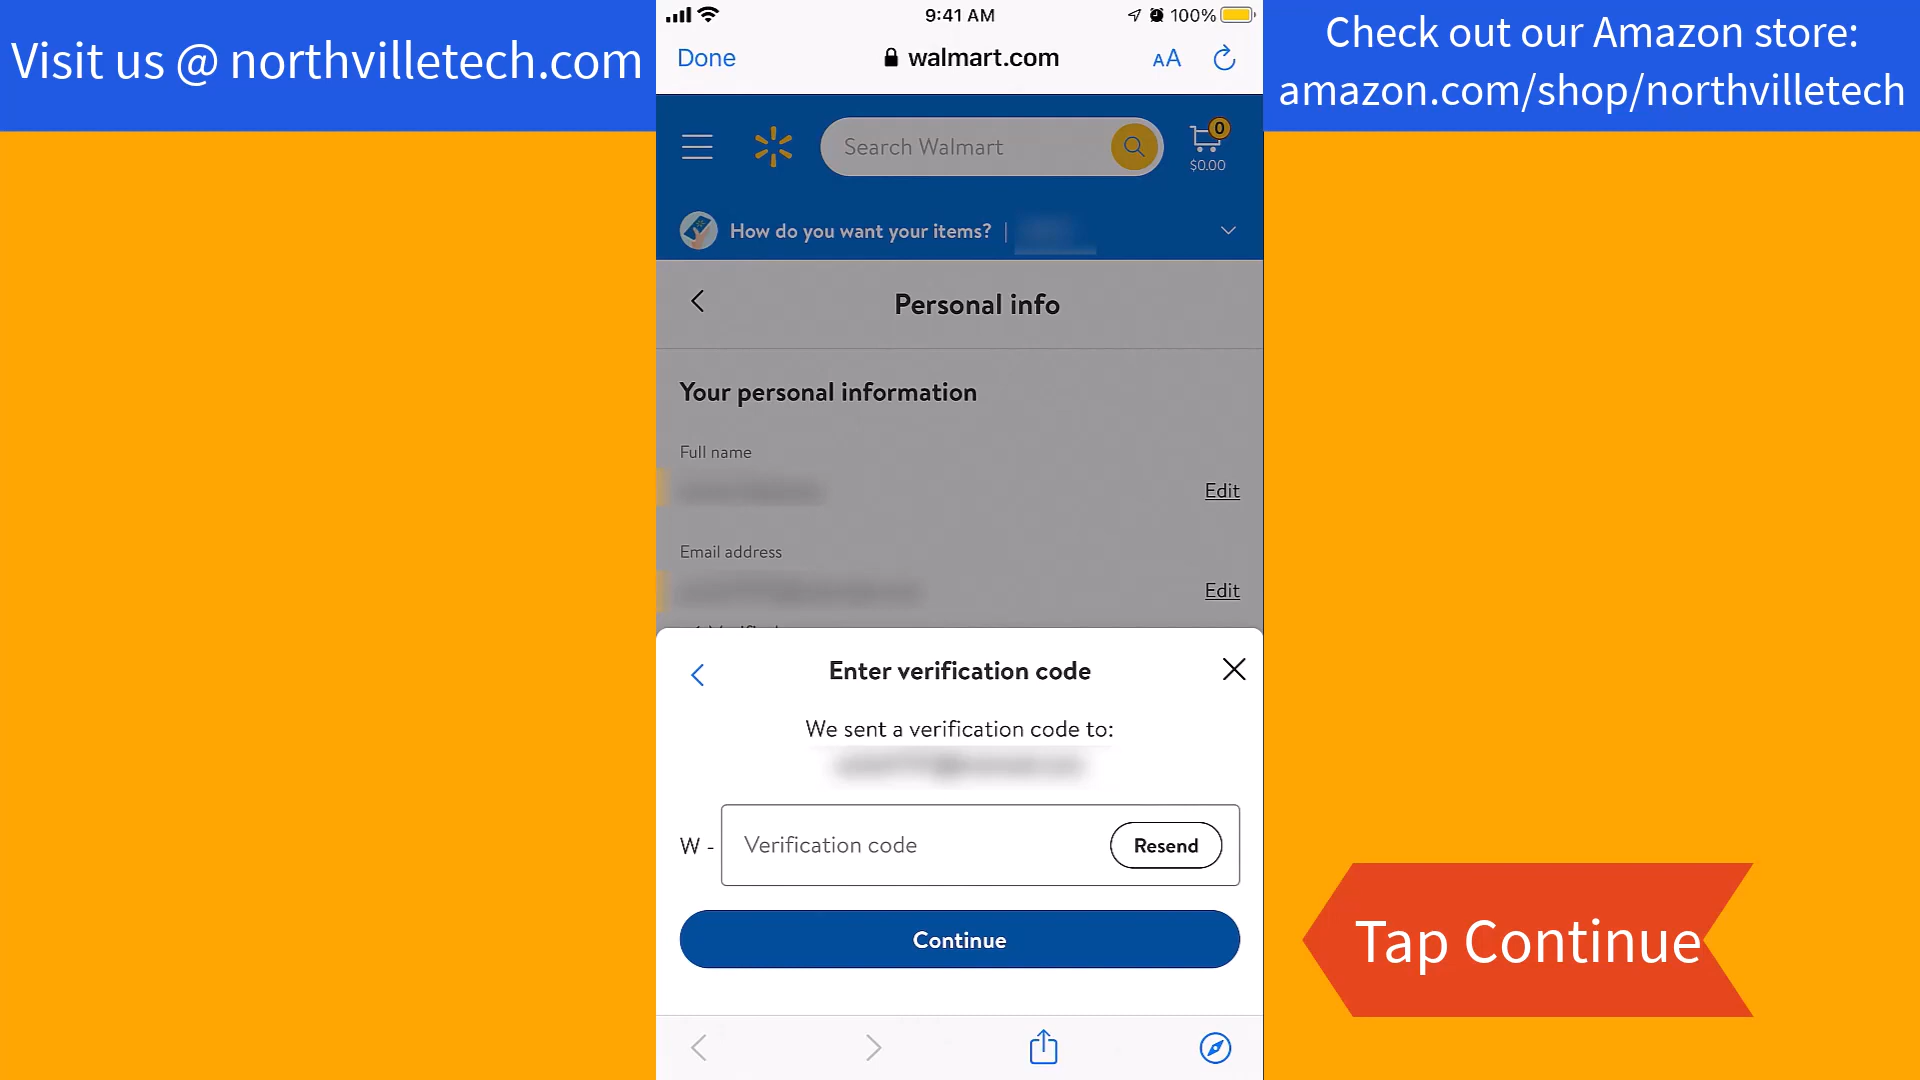 Visit us @ northvilletech.com
9:41 AM
100%
Done
walmart.com
AA
Check out our Amazon store:
amazon.com/shop/northvilletech
Search Walmart
0
$0.00
How do you want your items? |
Personal info
Your personal information
Full name
Edit
Email address
Edit
Enter verification code
We sent a verification code to:
W -
Verification code
Resend
Continue
Tap Continue